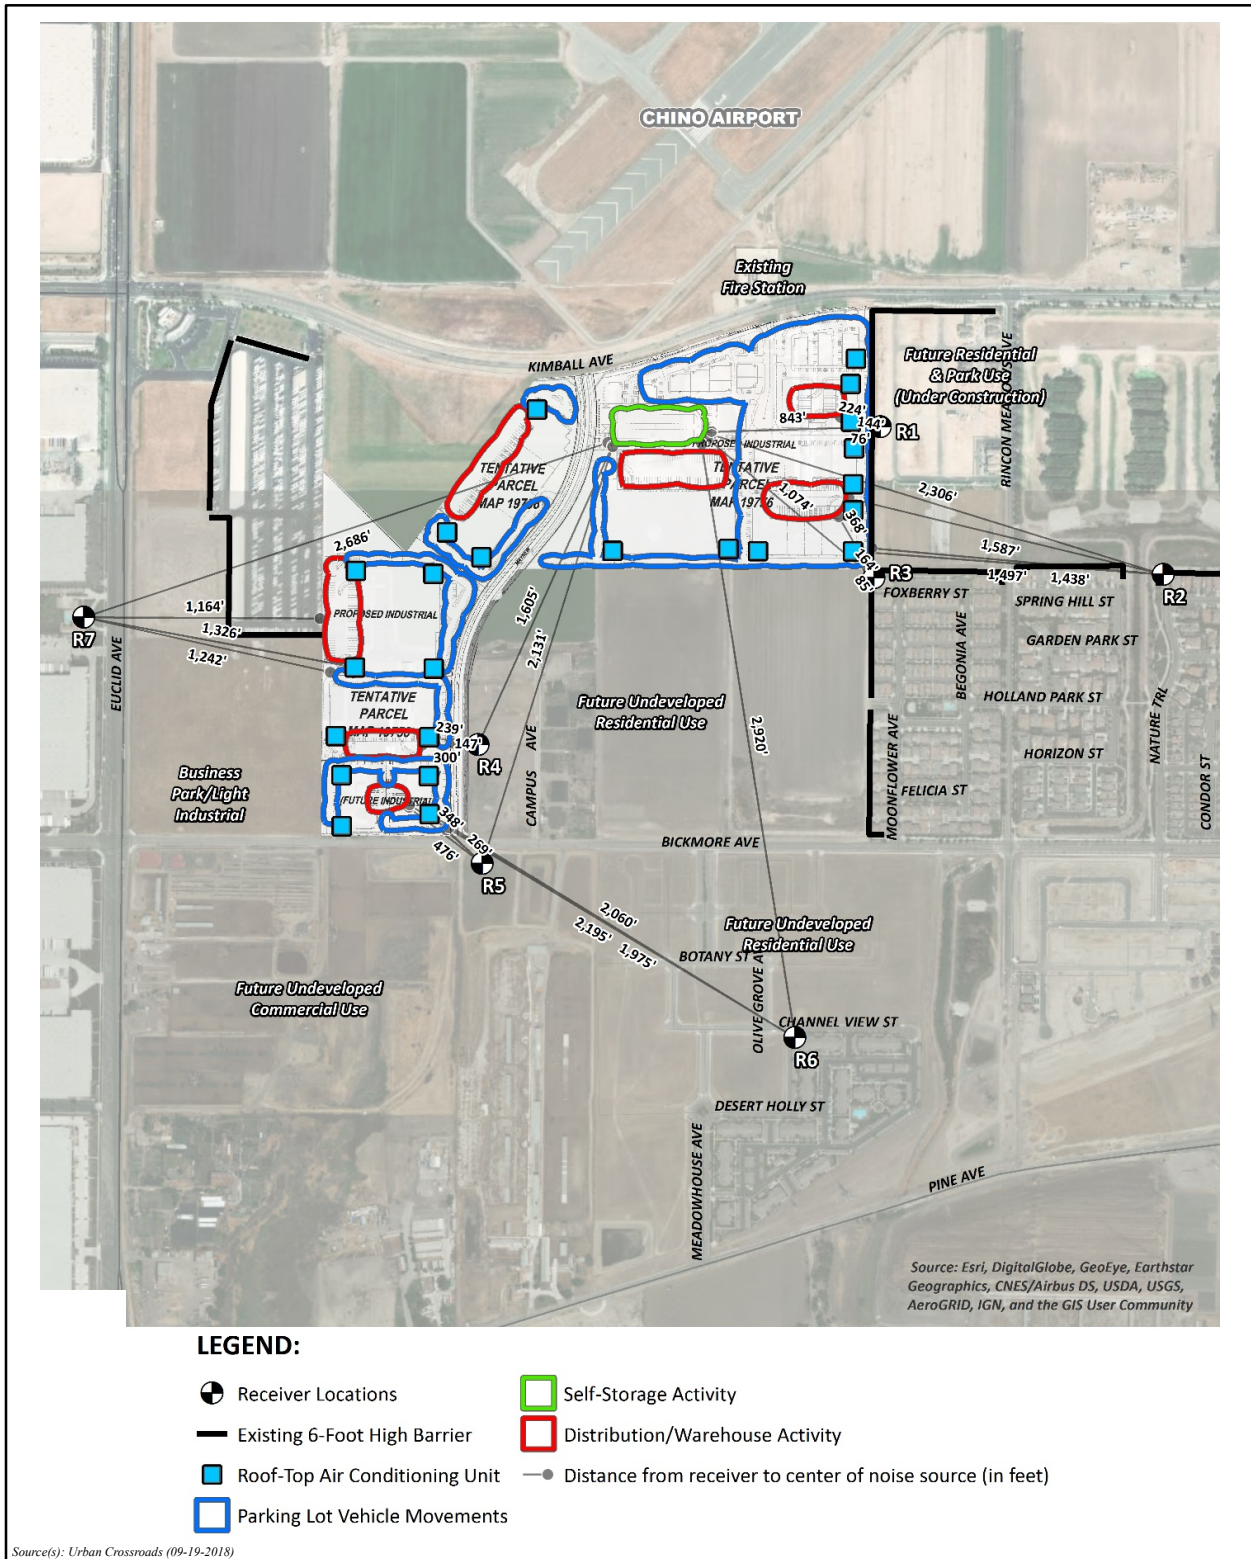 CHINO AIRPORT
Existing
Fire Station
KIMBALL AVE
Future Residential
& Park Use
(Under Construction)
RINCON MEADOWS AVE
843'
224'
144'
76'
R1
PROPOSED INDUSTRIAL
TENTATIVE
PARCEL
MAP 19756
TENTATIVE
PARCEL
1,074'
368'
2,306'
2,686'
1,587'
164'
85'
R3
1,497'
1,438'
R2
FOXBERRY ST
SPRING HILL ST
1,164'
R7
1,326'
1,242'
PROPOSED INDUSTRIAL
1,605'
2,131'
GARDEN PARK ST
EUCLID AVE
BEGONIA AVE
HOLLAND PARK ST
NATURE TRL
TENTATIVE
PARCEL
Future Undeveloped
Residential Use
2,920'
239'
147'
300'
R4
CAMPUS AVE
HORIZON ST
MOONFLOWER AVE
FELICIA ST
CONDOR ST
Business
Park/Light
Industrial
FUTURE INDUSTRIAL
348'
269'
476'
R5
BICKMORE AVE
2,060'
2,195'
1,975'
Future Undeveloped
Residential Use
BOTANY ST
OLIVE GROVE AVE
Future Undeveloped
Commercial Use
CHANNEL VIEW ST
R6
DESERT HOLLY ST
MEADOWHOUSE AVE
PINE AVE
Source: Esri, DigitalGlobe, GeoEye, Earthstar
Geographics, CNES/Airbus DS, USDA, USGS,
AeroGRID, IGN, and the GIS User Community
LEGEND:
Receiver Locations
Existing 6-Foot High Barrier
Roof-Top Air Conditioning Unit
Parking Lot Vehicle Movements
Self-Storage Activity
Distribution/Warehouse Activity
Distance from receiver to center of noise source (in feet)
Source(s): Urban Crossroads (09-19-2018)